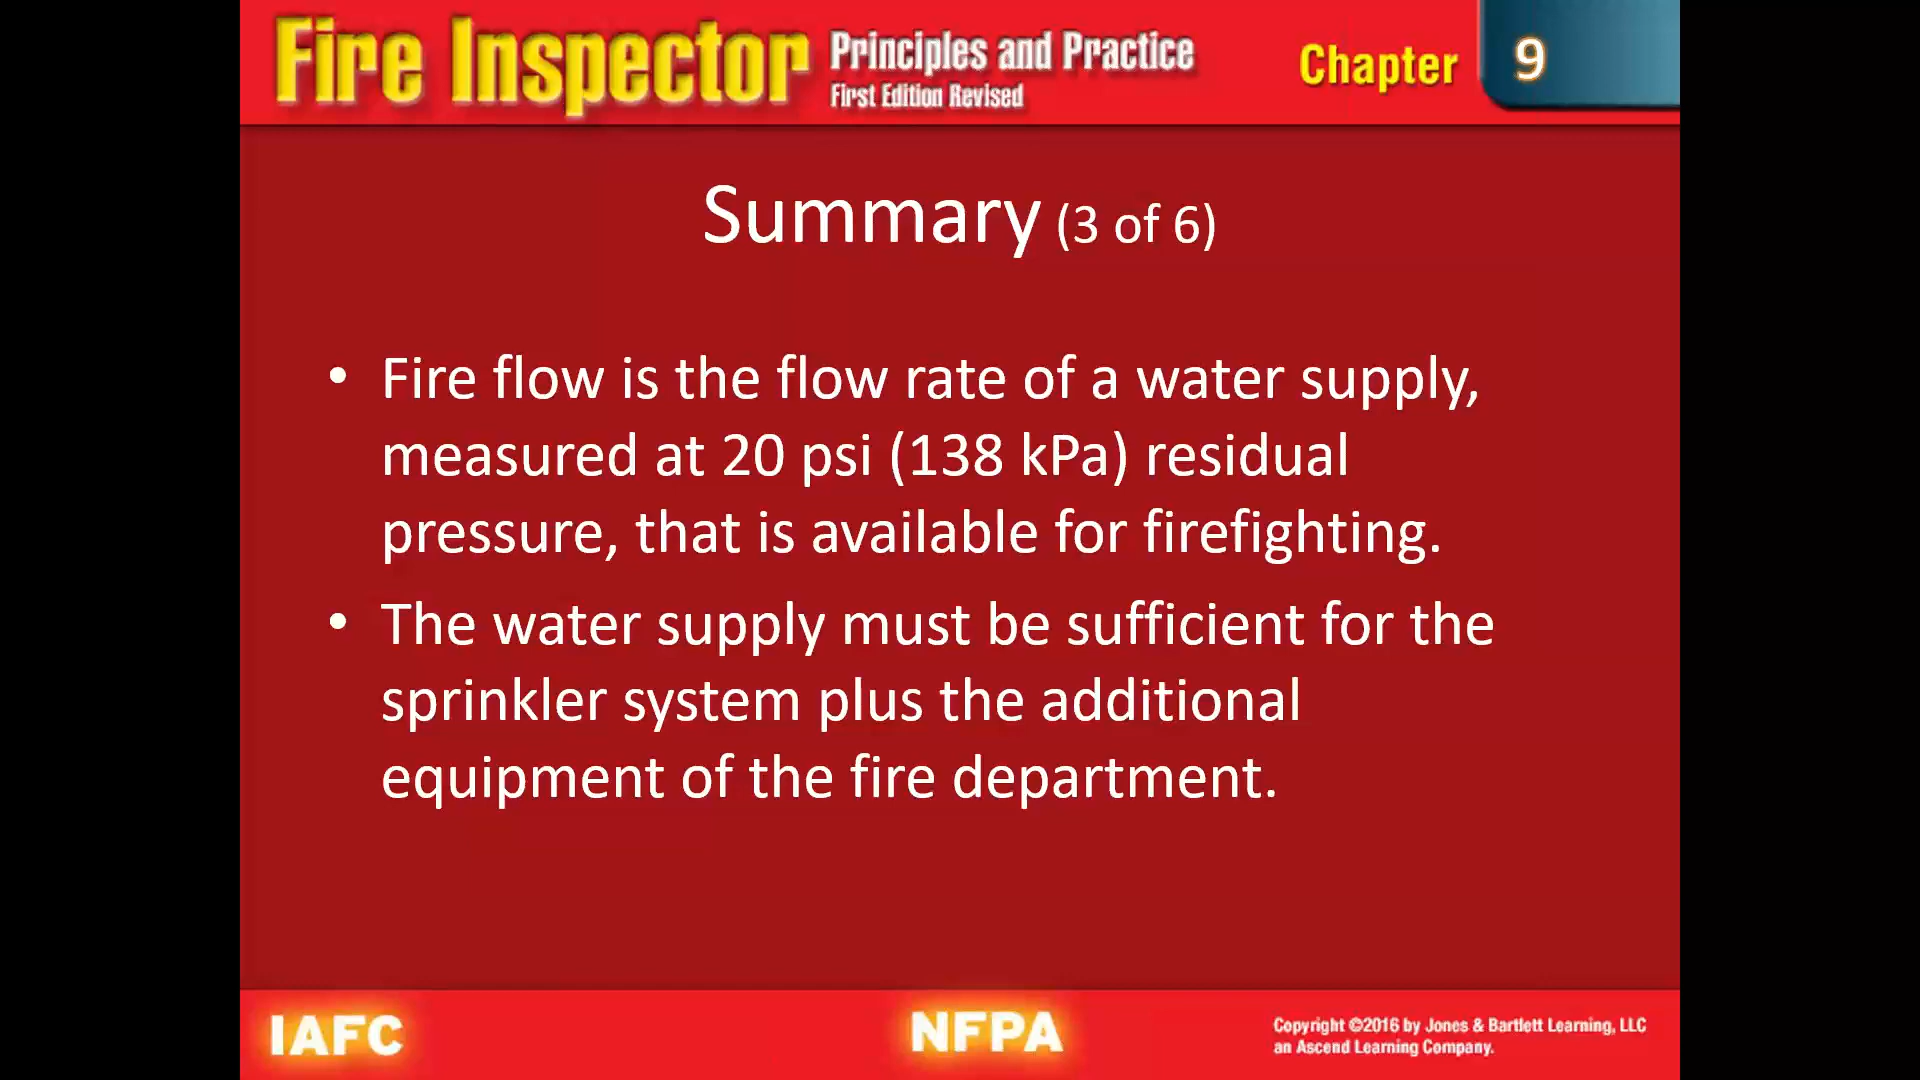 Fire Inspector Principles and Practice
First Edition Revised
Chapter 9
Summary (3 of 6)
• Fire flow is the flow rate of a water supply,
measured at 20 psi (138 kPa) residual
pressure, that is available for firefighting.
• The water supply must be sufficient for the
sprinkler system plus the additional
equipment of the fire department.
IAFC
NFPA
Copyright ©2016 by Jones & Bartlett Learning, LLC
an Ascend Learning Company.